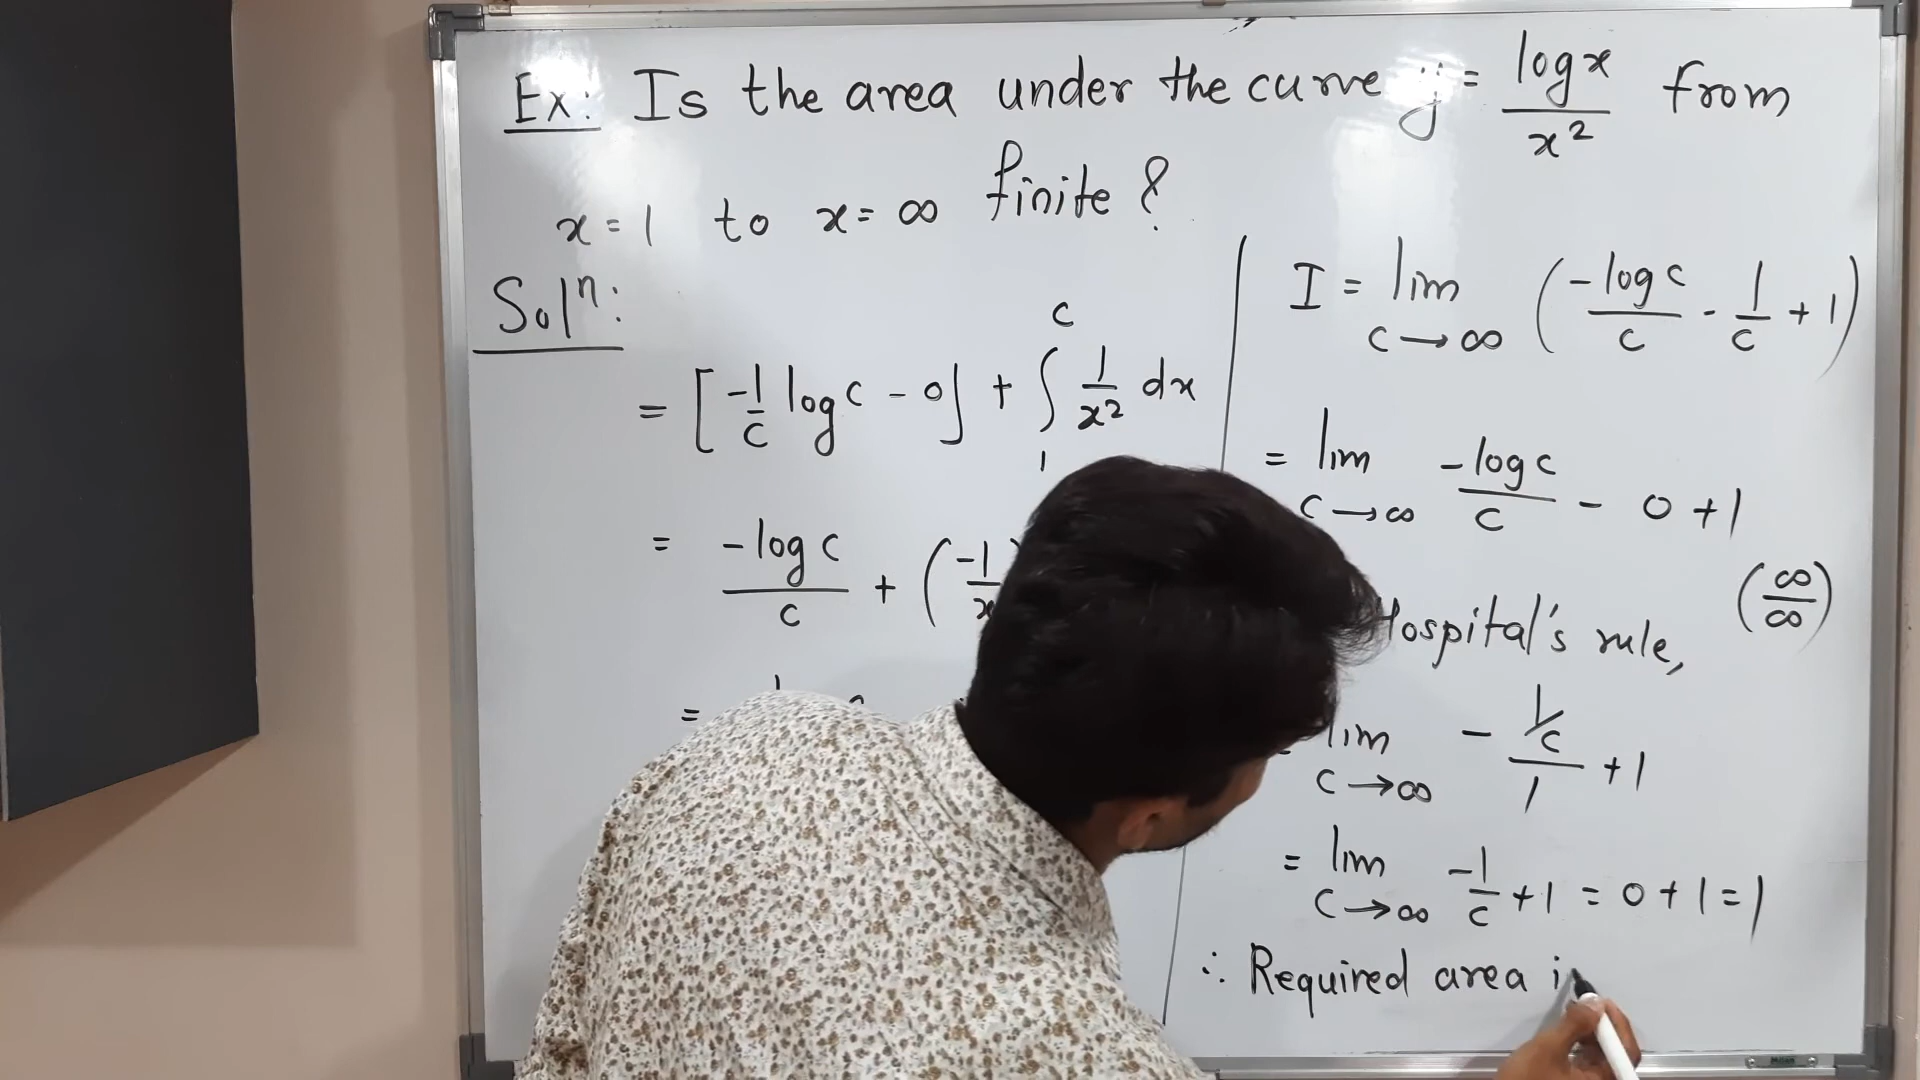 Ex: Is the area under the curve y = log x / x² from
x = 1 to x = ∞ finite ?
Solⁿ:
= [ -1/c log c - 0 ] + ∫₁ᶜ 1/x² dx
= -log c / c + ( -1/x
=
I = lim c→∞ ( -log c / c - 1/c + 1 )
= lim c→∞ -log c / c - 0 + 1
(∞/∞)
Hospital's rule,
= lim c→∞ - (1/c)/1 + 1
= lim c→∞ -1/c + 1 = 0 + 1 = 1
∴ Required area i